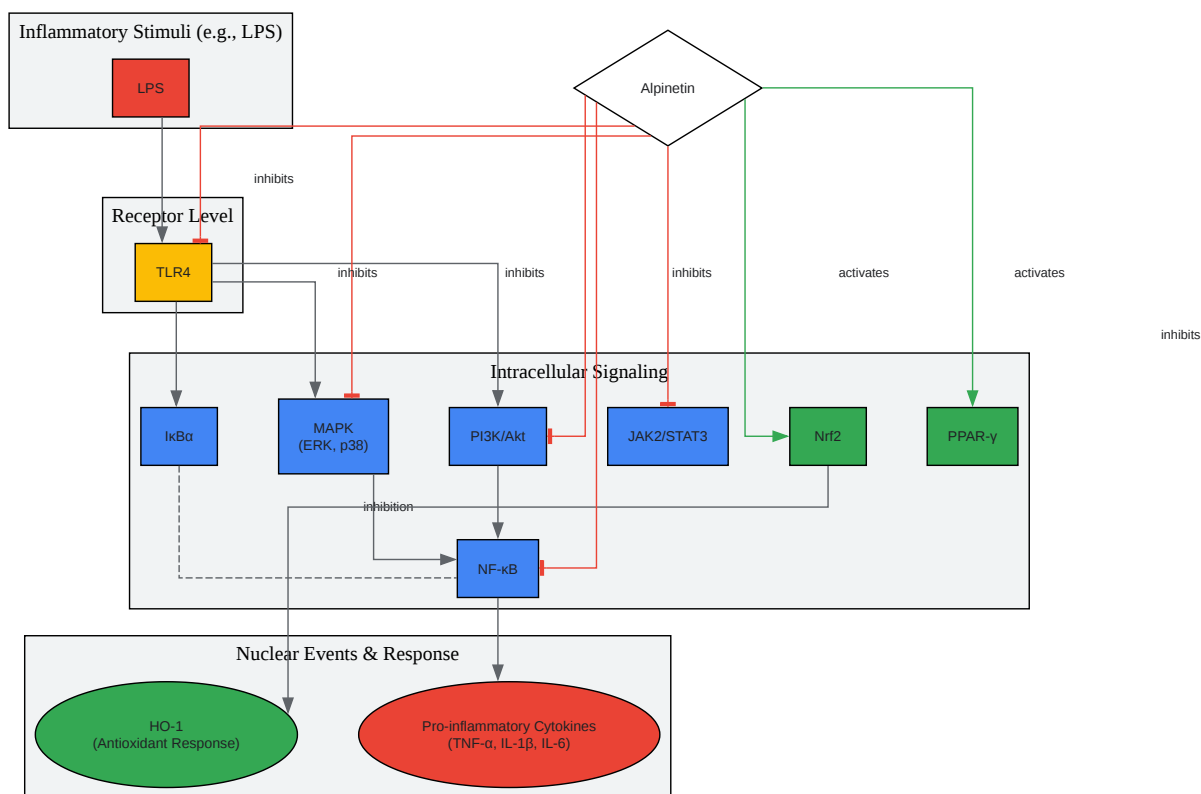 Inflammatory Stimuli (e.g., LPS)
LPS
Alpinetin
inhibits
Receptor Level
TLR4
inhibits
inhibits
inhibits
activates
activates
inhibits
Intracellular Signaling
IκBα
MAPK
(ERK, p38)
PI3K/Akt
JAK2/STAT3
Nrf2
PPAR-γ
inhibition
NF-κB
Nuclear Events & Response
HO-1
(Antioxidant Response)
Pro-inflammatory Cytokines
(TNF-α, IL-1β, IL-6)